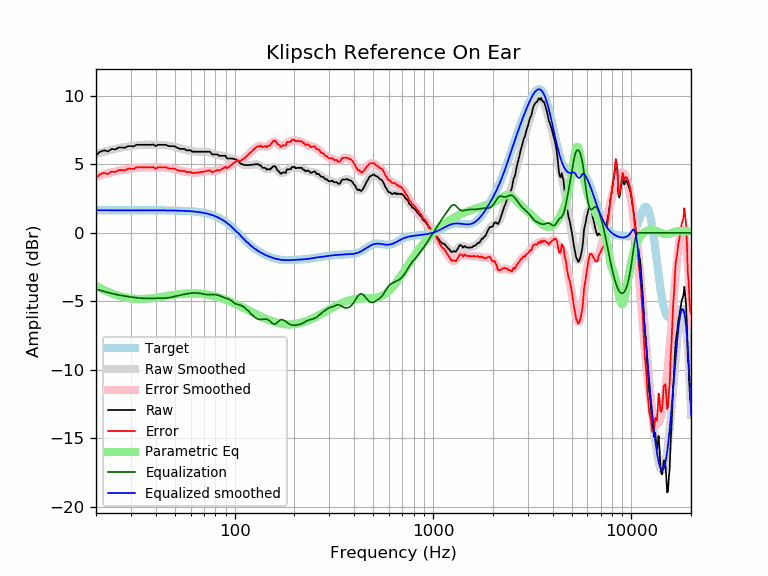 Klipsch Reference On Ear
Amplitude (dBr)
10
5
0
−5
−10
−15
−20
Target
Raw Smoothed
Error Smoothed
Raw
Error
Parametric Eq
Equalization
Equalized smoothed
100
1000
10000
Frequency (Hz)